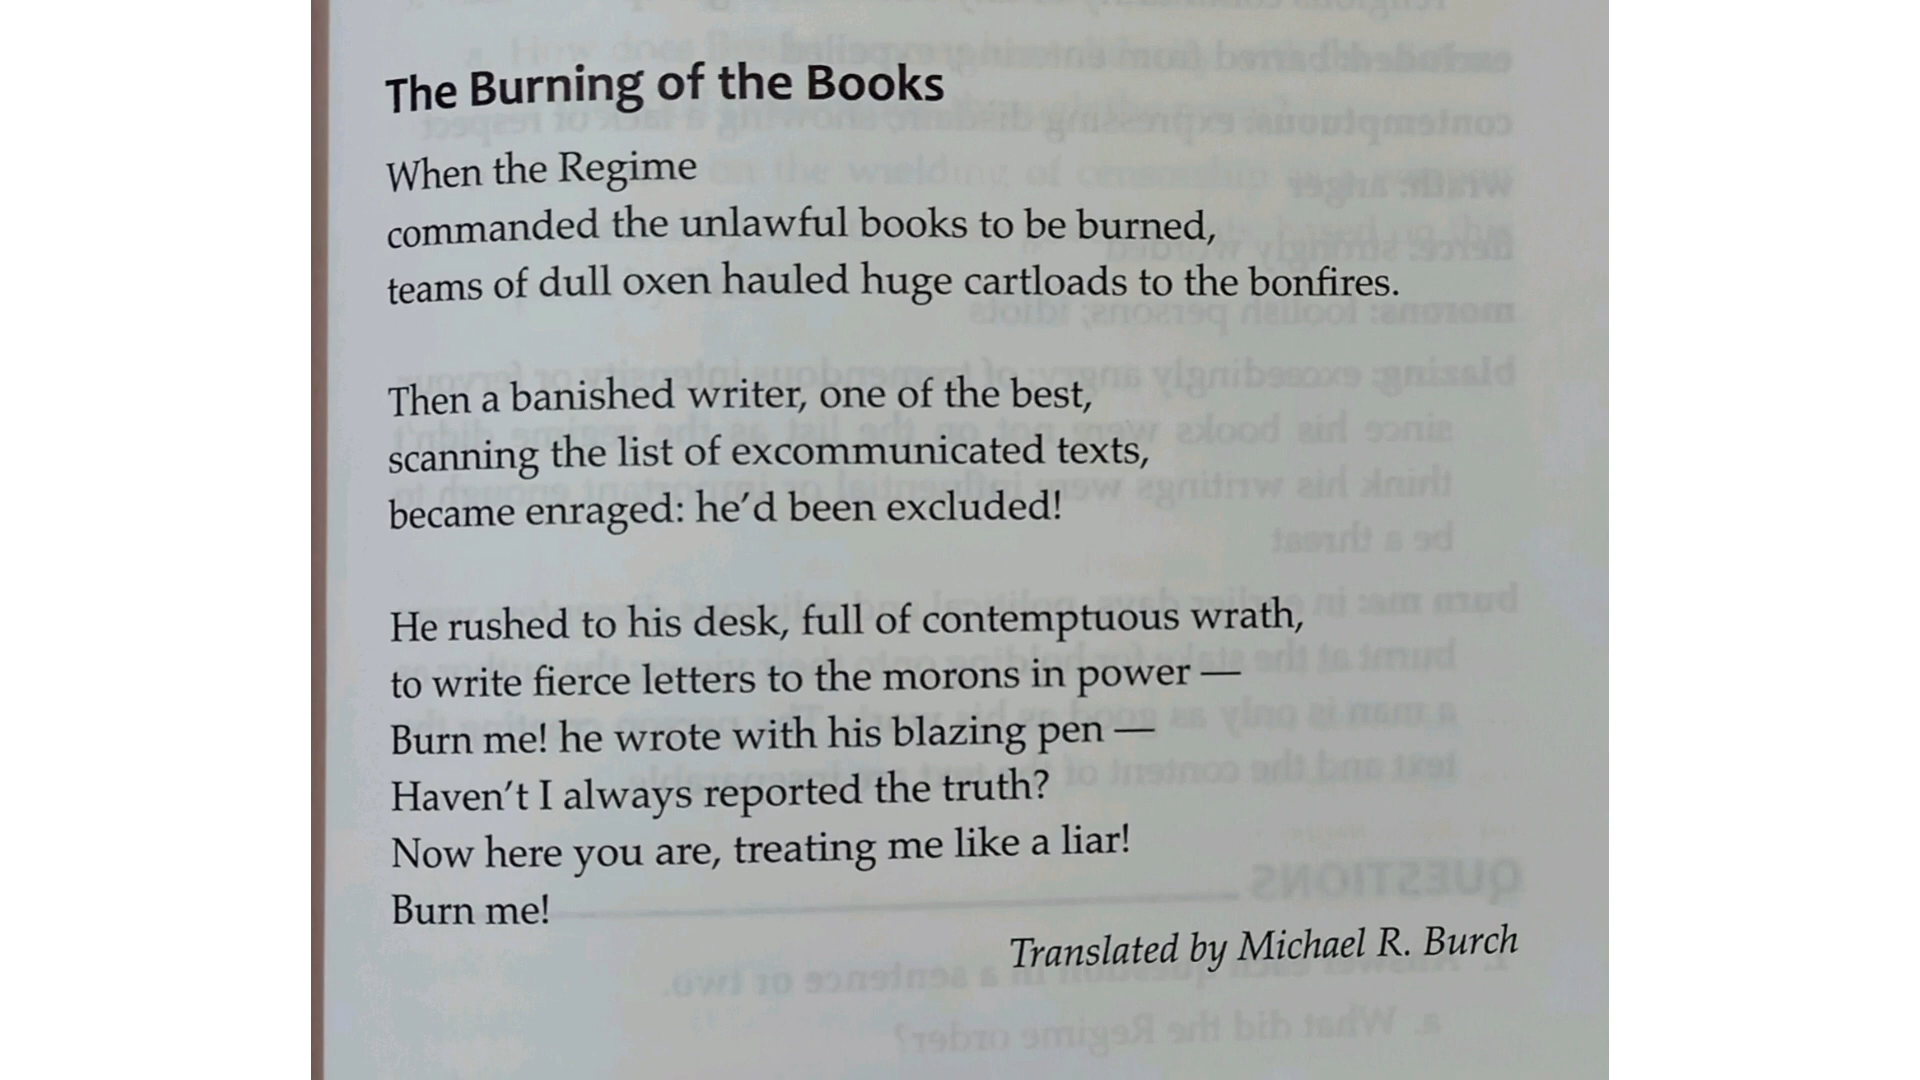 The Burning of the Books
When the Regime
commanded the unlawful books to be burned,
teams of dull oxen hauled huge cartloads to the bonfires.
Then a banished writer, one of the best,
scanning the list of excommunicated texts,
became enraged: he’d been excluded!
He rushed to his desk, full of contemptuous wrath,
to write fierce letters to the morons in power —
Burn me! he wrote with his blazing pen —
Haven’t I always reported the truth?
Now here you are, treating me like a liar!
Burn me!
Translated by Michael R. Burch